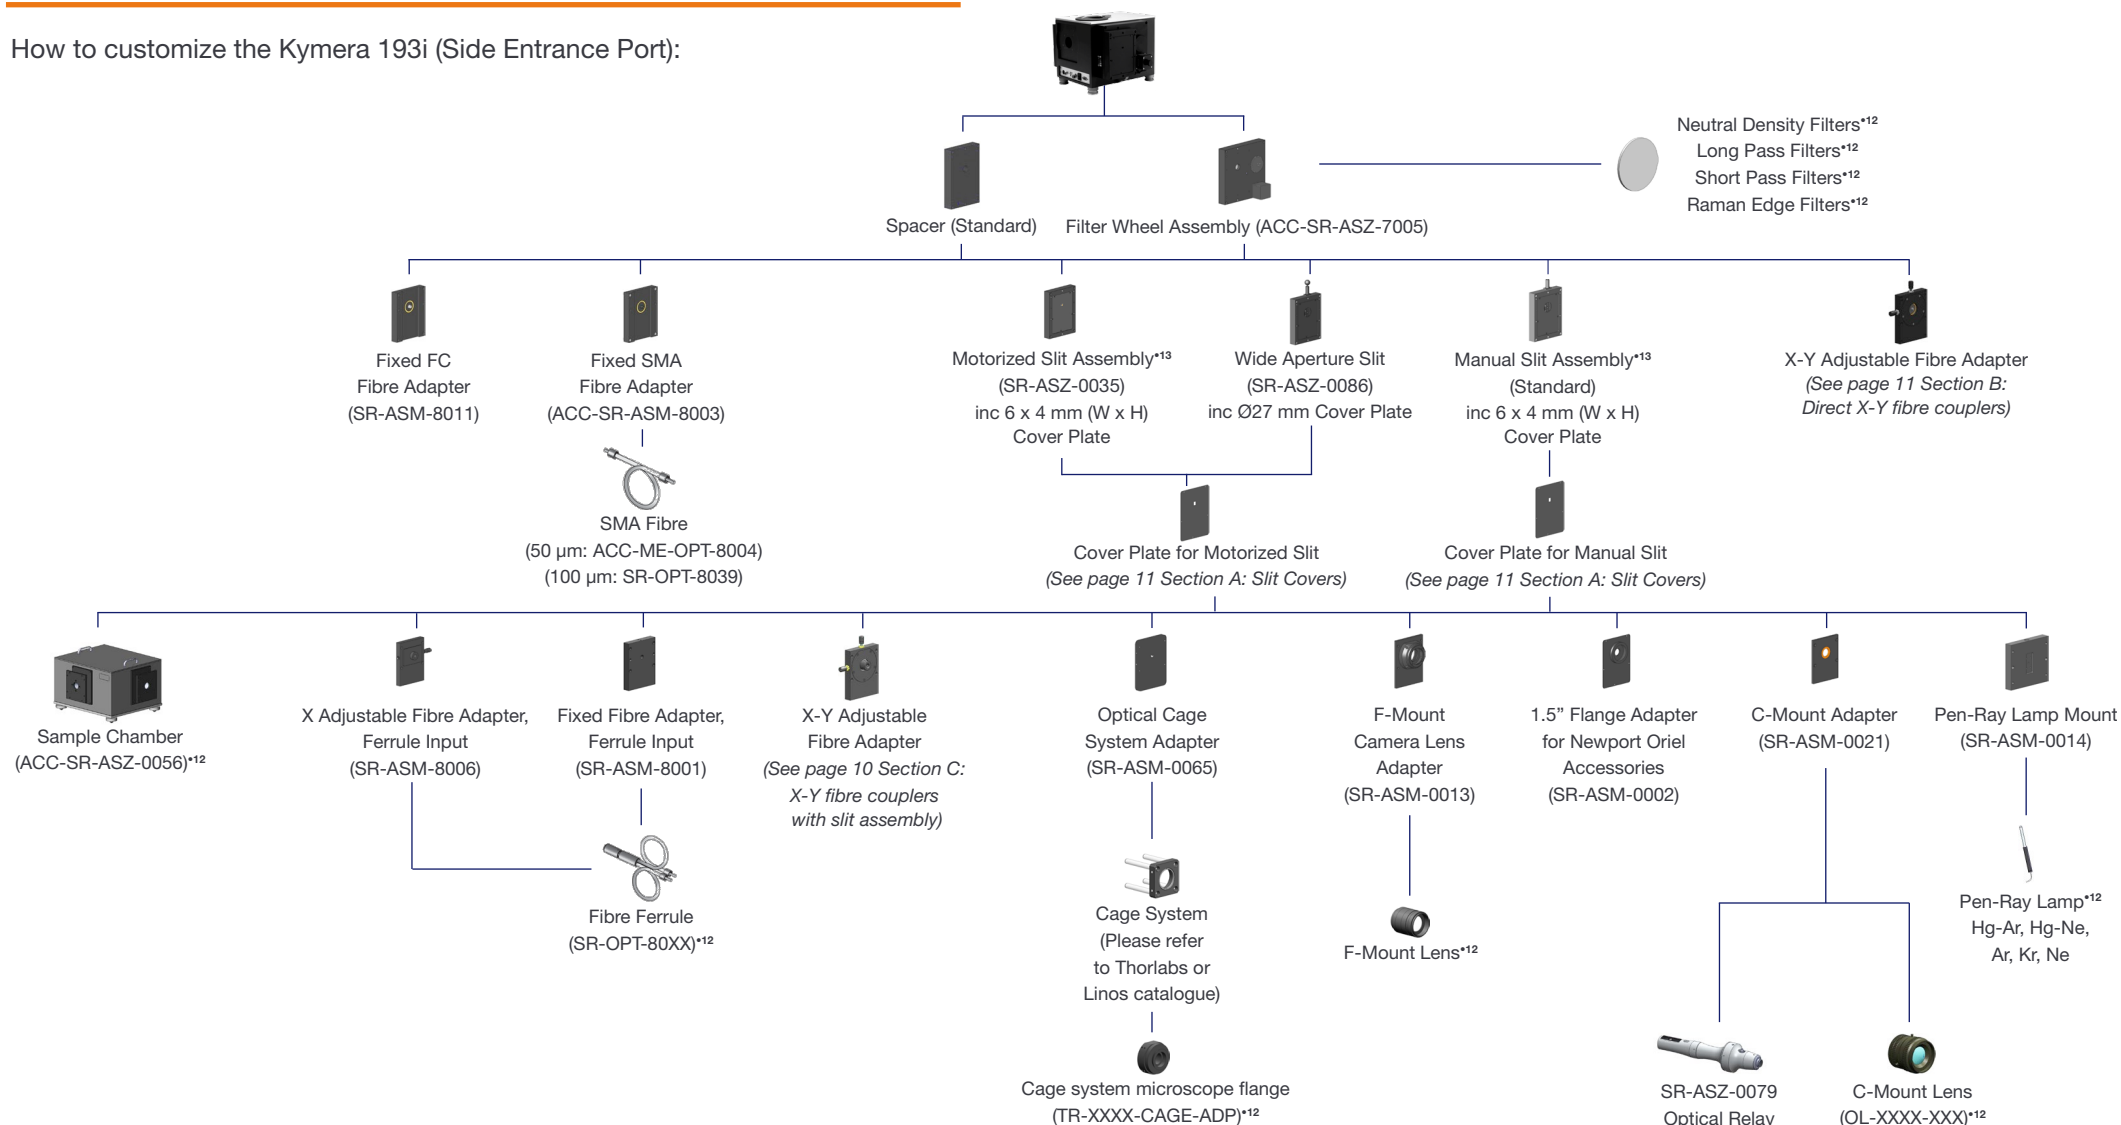 How to customize the Kymera 193i (Side Entrance Port):
Neutral Density Filters•12
Long Pass Filters•12
Short Pass Filters•12
Raman Edge Filters•12
Spacer (Standard)
Filter Wheel Assembly (ACC-SR-ASZ-7005)
Fixed FC
Fibre Adapter
(SR-ASM-8011)
Fixed SMA
Fibre Adapter
(ACC-SR-ASM-8003)
Motorized Slit Assembly•13
(SR-ASZ-0035)
inc 6 x 4 mm (W x H)
Cover Plate
Wide Aperture Slit
(SR-ASZ-0086)
inc Ø27 mm Cover Plate
Manual Slit Assembly•13
(Standard)
inc 6 x 4 mm (W x H)
Cover Plate
X-Y Adjustable Fibre Adapter
(See page 11 Section B:
Direct X-Y fibre couplers)
SMA Fibre
(50 µm: ACC-ME-OPT-8004)
(100 µm: SR-OPT-8039)
Cover Plate for Motorized Slit
(See page 11 Section A: Slit Covers)
Cover Plate for Manual Slit
(See page 11 Section A: Slit Covers)
Sample Chamber
(ACC-SR-ASZ-0056)•12
X Adjustable Fibre Adapter,
Ferrule Input
(SR-ASM-8006)
Fixed Fibre Adapter,
Ferrule Input
(SR-ASM-8001)
X-Y Adjustable
Fibre Adapter
(See page 10 Section C:
X-Y fibre couplers
with slit assembly)
Optical Cage
System Adapter
(SR-ASM-0065)
F-Mount
Camera Lens
Adapter
(SR-ASM-0013)
1.5” Flange Adapter
for Newport Oriel
Accessories
(SR-ASM-0002)
C-Mount Adapter
(SR-ASM-0021)
Pen-Ray Lamp Mount
(SR-ASM-0014)
Fibre Ferrule
(SR-OPT-80XX)•12
Cage System
(Please refer
to Thorlabs or
Linos catalogue)
F-Mount Lens•12
Pen-Ray Lamp•12
Hg-Ar, Hg-Ne,
Ar, Kr, Ne
Cage system microscope flange
(TR-XXXX-CAGE-ADP)•12
SR-ASZ-0079
Optical Relay
C-Mount Lens
(OL-XXXX-XXX)•12